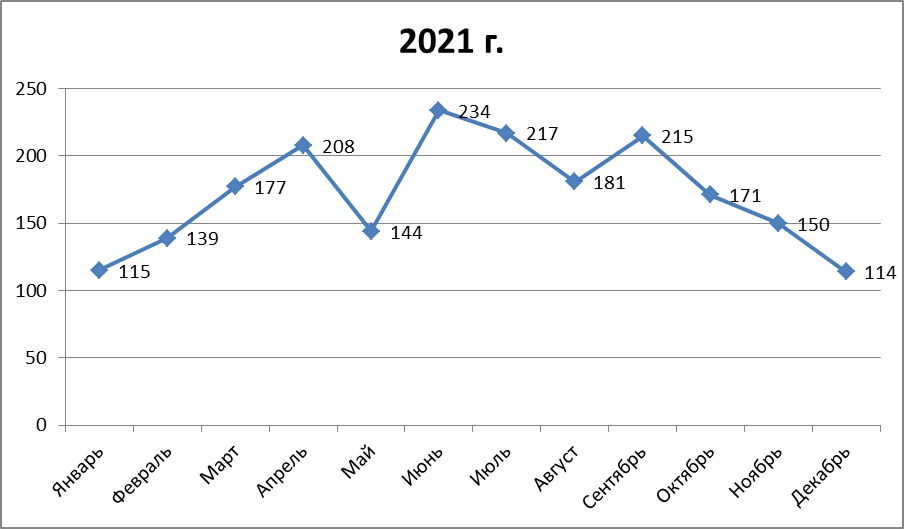 2021 г.
250
200
150
100
50
0
115
139
177
208
144
234
217
181
215
171
150
114
Январь
Февраль
Март
Апрель
Май
Июнь
Июль
Август
Сентябрь
Октябрь
Ноябрь
Декабрь